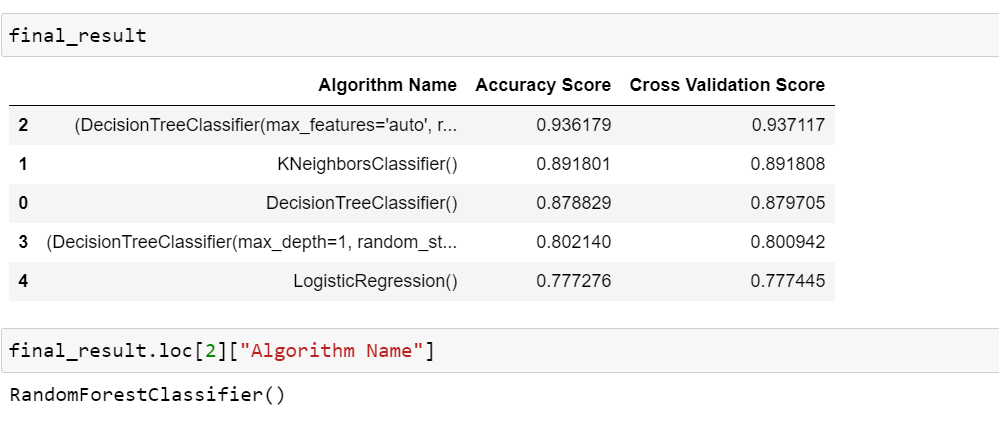 final_result
Algorithm Name Accuracy Score Cross Validation Score
2 (DecisionTreeClassifier(max_features='auto', r... 0.936179 0.937117
1 KNeighborsClassifier() 0.891801 0.891808
0 DecisionTreeClassifier() 0.878829 0.879705
3 (DecisionTreeClassifier(max_depth=1, random_st... 0.802140 0.800942
4 LogisticRegression() 0.777276 0.777445
final_result.loc[2]["Algorithm Name"]
RandomForestClassifier()